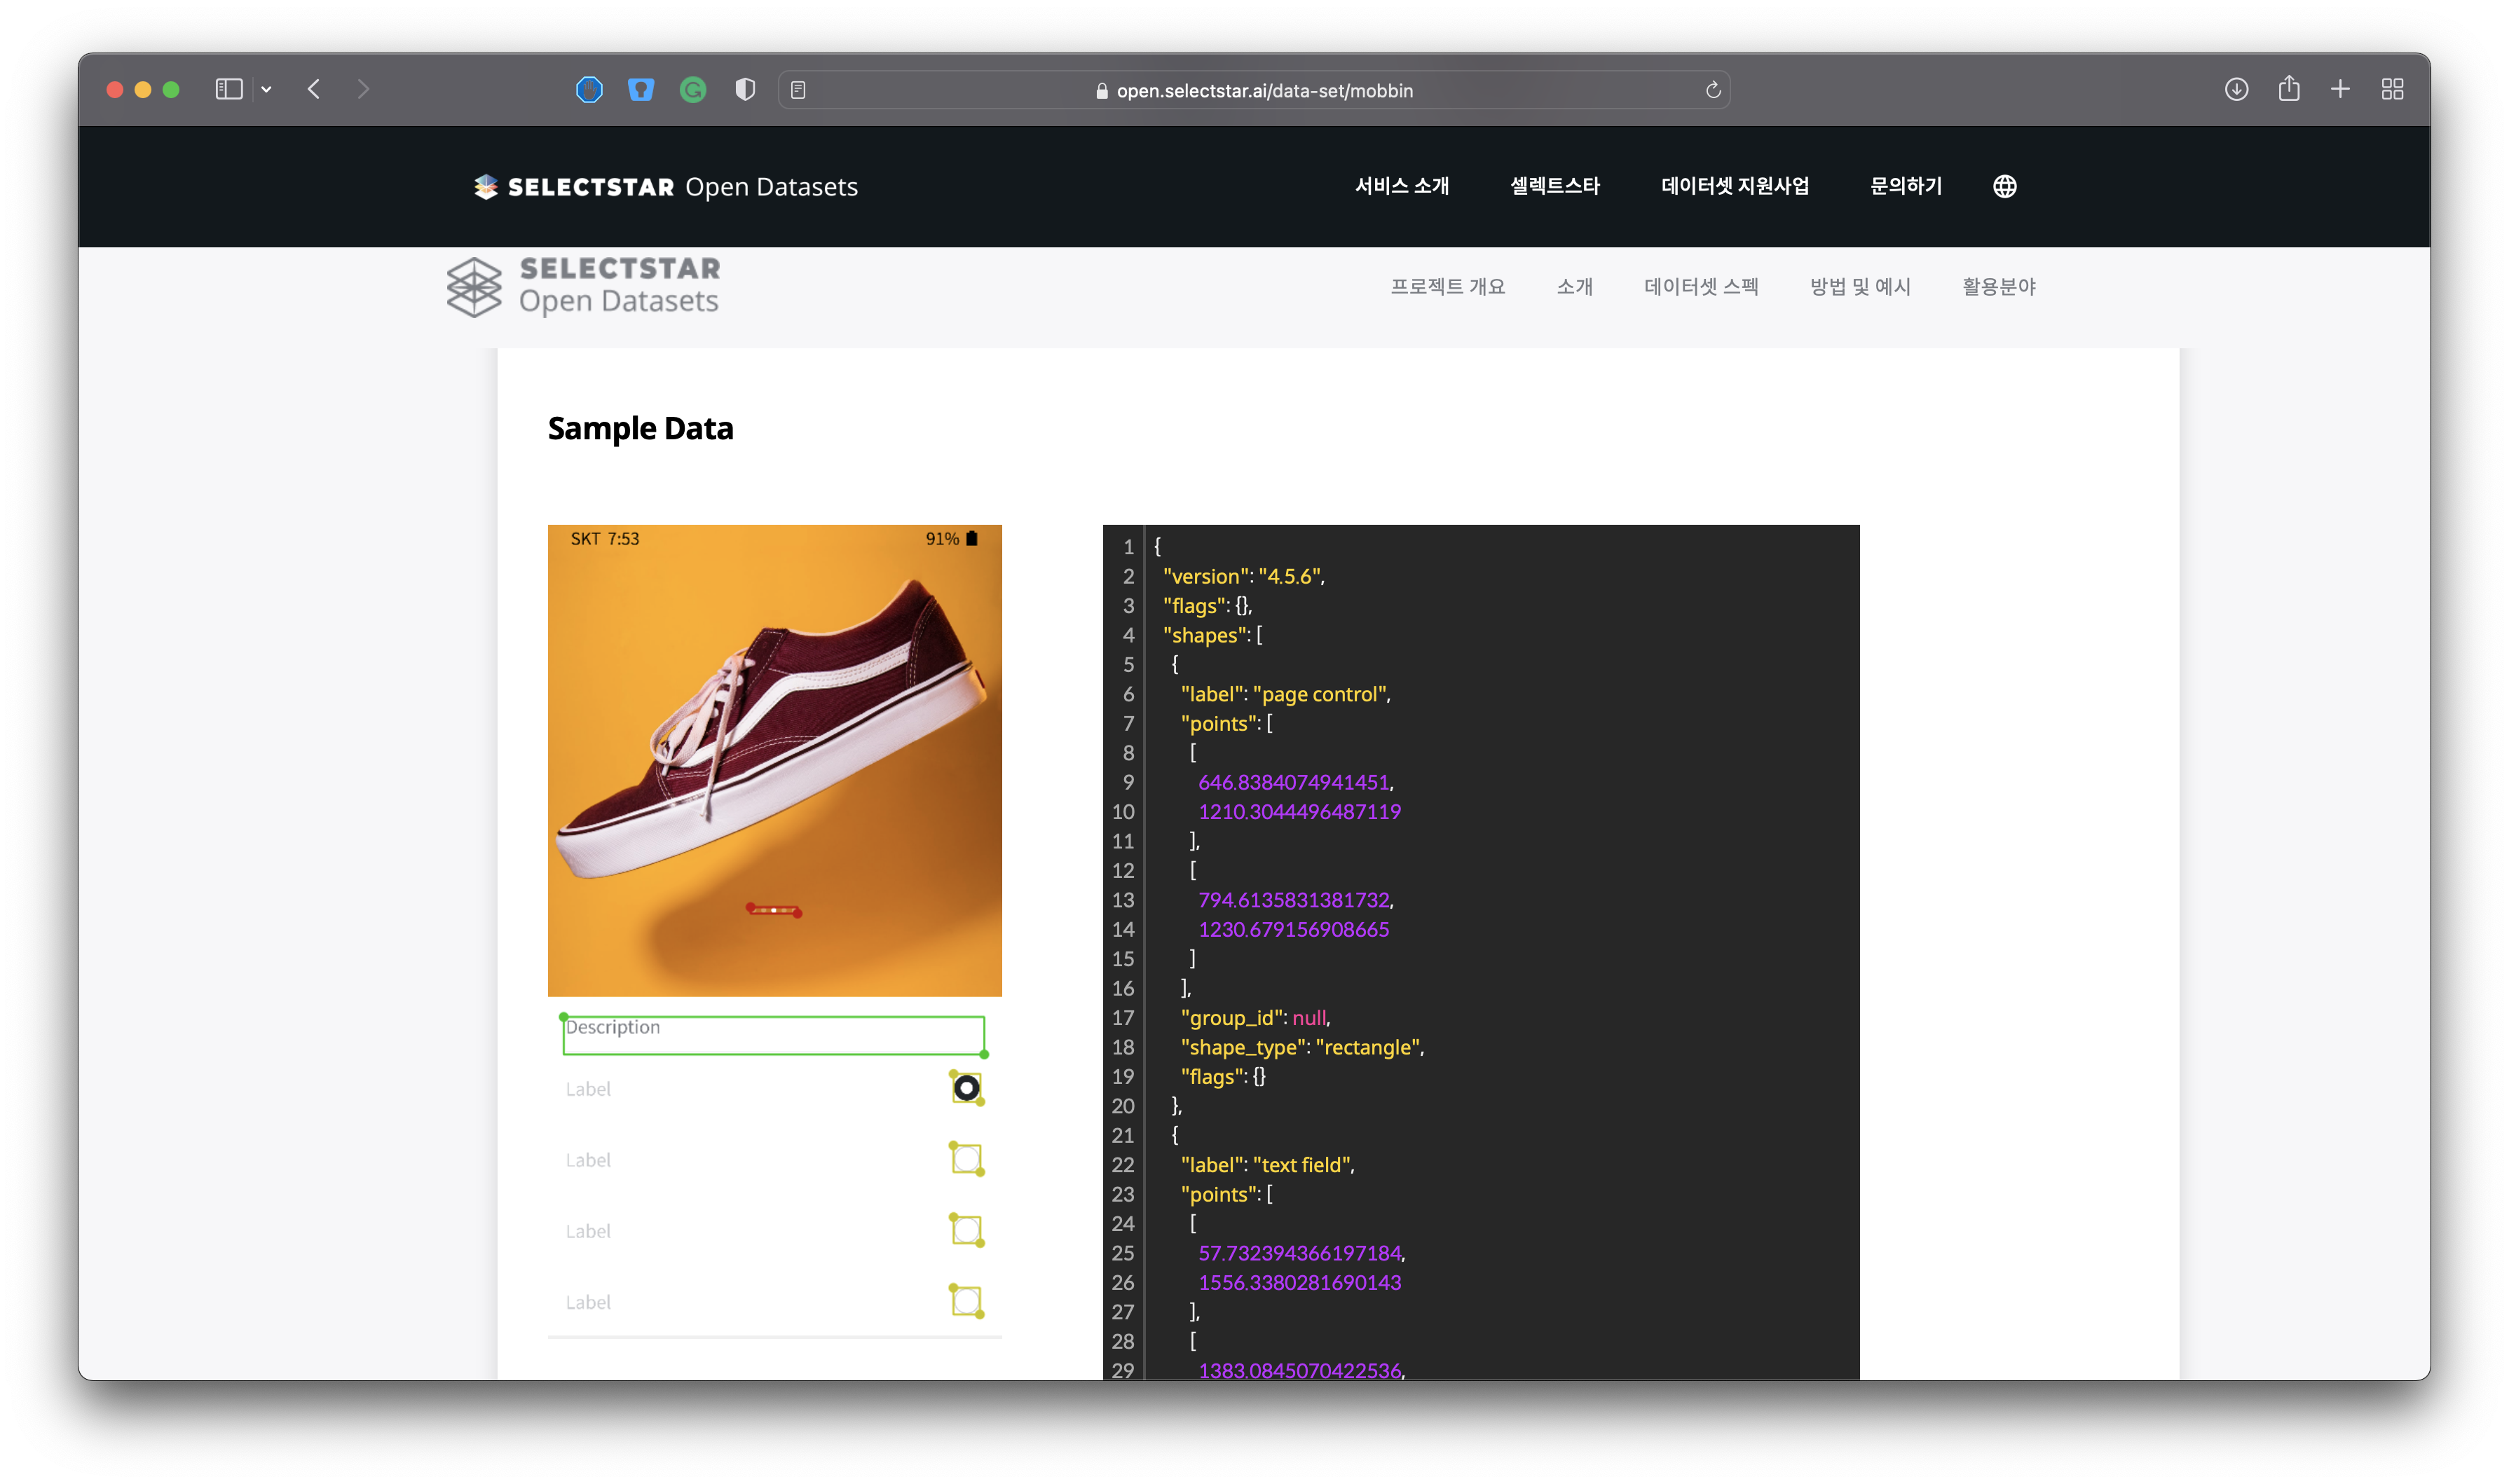 open.selectstar.ai/data-set/mobbin
SELECTSTAR Open Datasets
서비스 소개
셀렉트스타
데이터셋 지원사업
문의하기
SELECTSTAR
Open Datasets
프로젝트 개요
소개
데이터셋 스펙
방법 및 예시
활용분야
Sample Data
SKT 7:53
91%
Description
Label
Label
Label
Label
1 {
2 "version": "4.5.6",
3 "flags": {},
4 "shapes": [
5 {
6 "label": "page control",
7 "points": [
8 [
9 646.8384074941451,
10 1210.3044496487119
11 ],
12 [
13 794.6135831381732,
14 1230.679156908665
15 ]
16 ],
17 "group_id": null,
18 "shape_type": "rectangle",
19 "flags": {}
20 },
21 {
22 "label": "text field",
23 "points": [
24 [
25 57.732394366197184,
26 1556.3380281690143
27 ],
28 [
29 1383.0845070422536,